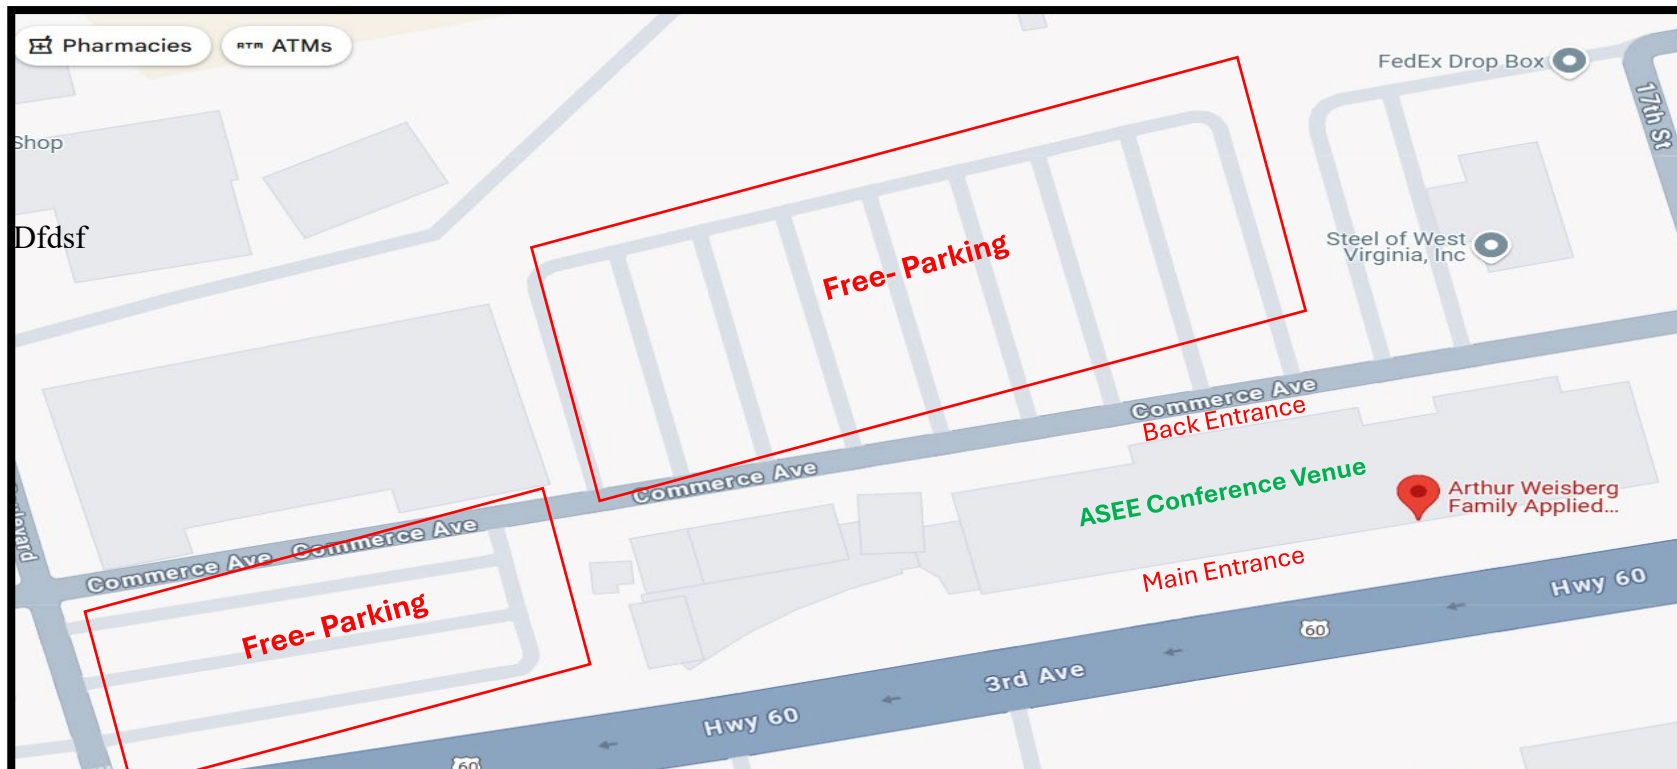 Pharmacies
ATM ATMs
FedEx Drop Box
17th St
Shop
Dfdsf
Steel of West
Virginia, Inc
Free- Parking
Commerce Ave
Back Entrance
Commerce Ave
ASEE Conference Venue
Arthur Weisberg
Family Applied...
Commerce Ave
Commerce Ave
Main Entrance
Hwy 60
Free- Parking
60
3rd Ave
Hwy 60
60